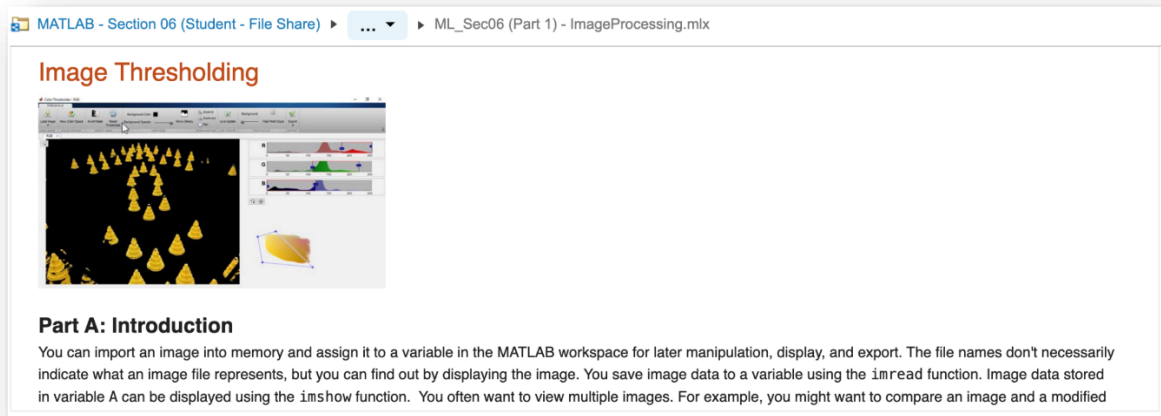 MATLAB - Section 06 (Student - File Share) ... ML_Sec06 (Part 1) - ImageProcessing.mlx
Image Thresholding
R
G
B
Part A: Introduction
You can import an image into memory and assign it to a variable in the MATLAB workspace for later manipulation, display, and export. The file names don't necessarily
indicate what an image file represents, but you can find out by displaying the image. You save image data to a variable using the imread function. Image data stored
in variable A can be displayed using the imshow function. You often want to view multiple images. For example, you might want to compare an image and a modified